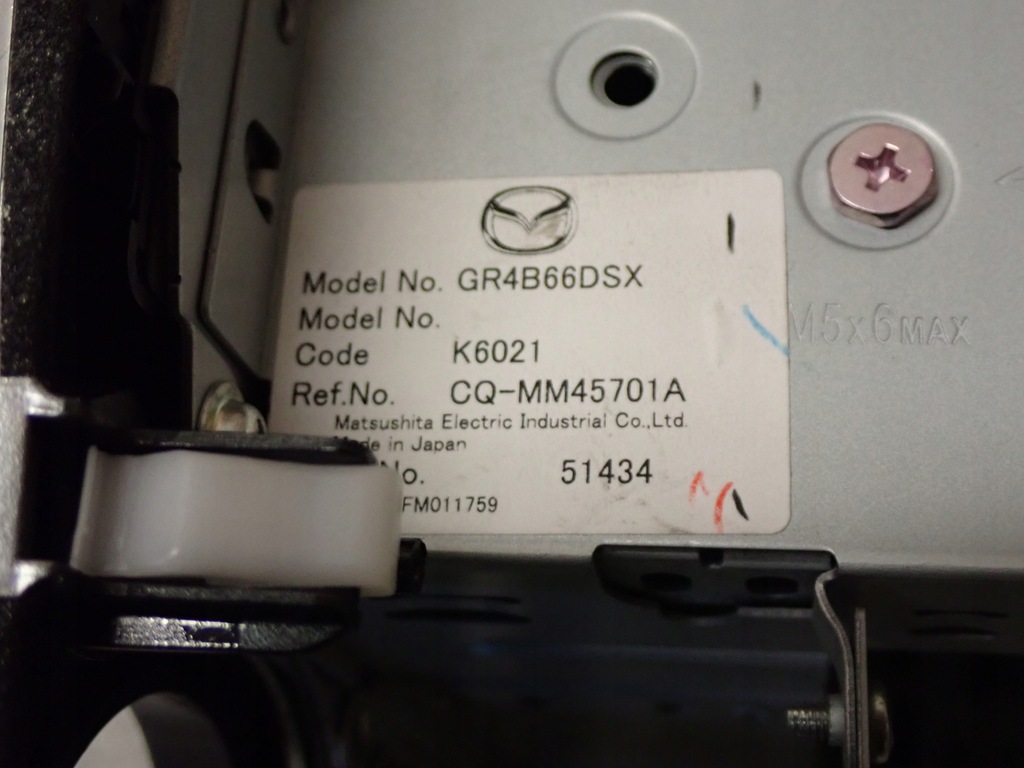 Model No. GR4B66DSX
Model No.
Code K6021
Ref.No. CQ-MM45701A
Matsushita Electric Industrial Co.,Ltd.
Made in Japan
No. 51434
FM011759
M5x6MAX